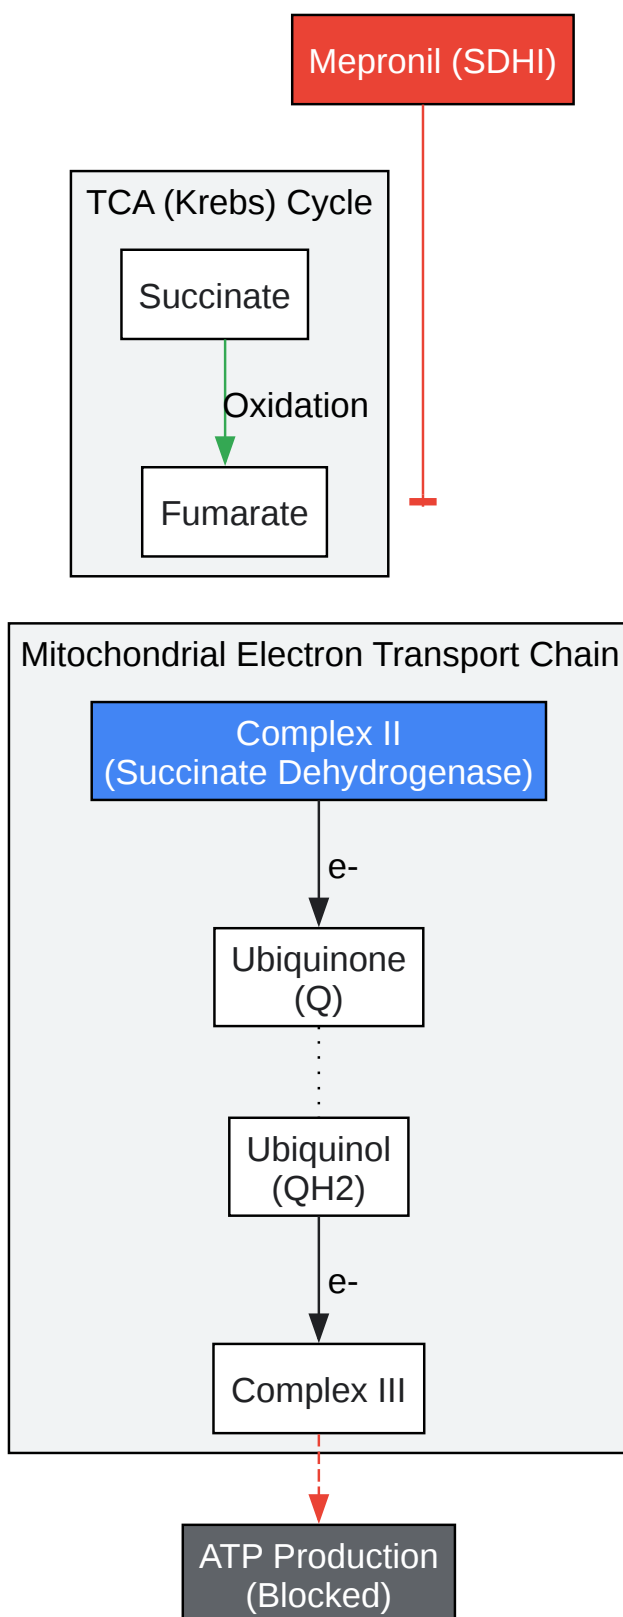 Mepronil (SDHI)
TCA (Krebs) Cycle
Succinate
Oxidation
Fumarate
Mitochondrial Electron Transport Chain
Complex II
(Succinate Dehydrogenase)
e-
Ubiquinone
(Q)
Ubiquinol
(QH2)
e-
Complex III
ATP Production
(Blocked)